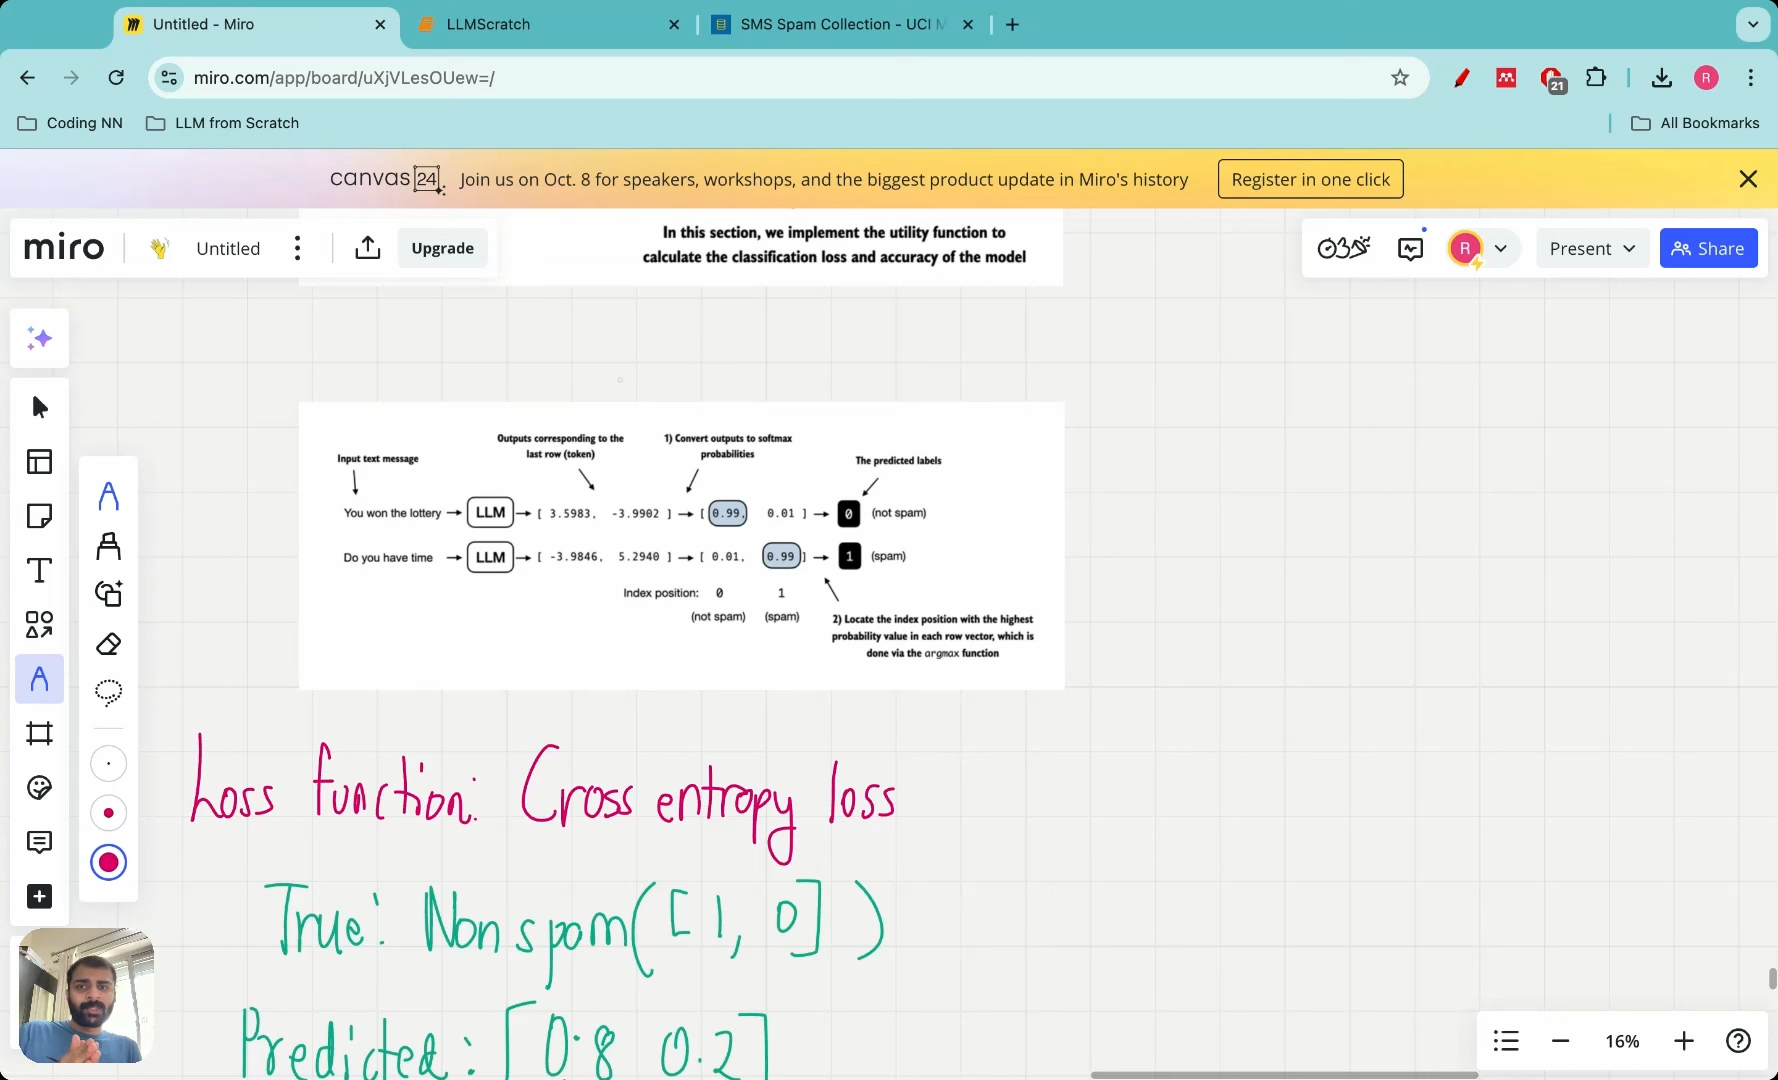 Untitled - Miro
LLMScratch
SMS Spam Collection - UCI M
miro.com/app/board/uXjVLesOUew=/
21
R
Coding NN
LLM from Scratch
All Bookmarks
canvas 24
Join us on Oct. 8 for speakers, workshops, and the biggest product update in Miro's history
Register in one click
miro
Untitled
Upgrade
R
Present
Share
In this section, we implement the utility function to
calculate the classification loss and accuracy of the model
Input text message
Outputs corresponding to the
last row (token)
1) Convert outputs to softmax
probabilities
The predicted labels
You won the lottery → LLM → [ 3.5983, -3.9902 ] → [ 0.99, 0.01 ] → 0 (not spam)
Do you have time → LLM → [ -3.9846, 5.2940 ] → [ 0.01, 0.99 ] → 1 (spam)
Index position: 0 1
(not spam) (spam)
2) Locate the index position with the highest
probability value in each row vector, which is
done via the argmax function
Loss function: Cross entropy loss
True: Non spam([1, 0])
Predicted: [0.8 0.2]
16%